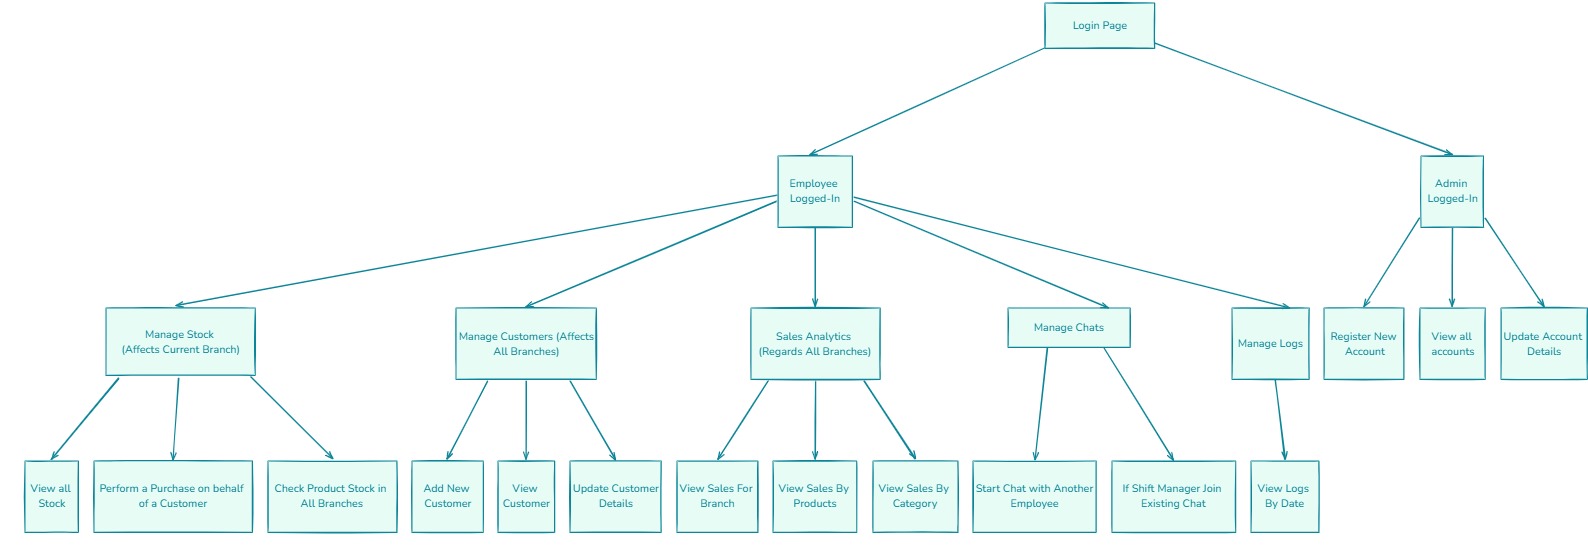 Login Page
Employee
Logged-In
Admin
Logged-In
Manage Stock
(Affects Current Branch)
Manage Customers (Affects
All Branches)
Sales Analytics
(Regards All Branches)
Manage Chats
Manage Logs
Register New
Account
View all
accounts
Update Account
Details
View all
Stock
Perform a Purchase on behalf
of a Customer
Check Product Stock in
All Branches
Add New
Customer
View
Customer
Update Customer
Details
View Sales For
Branch
View Sales By
Products
View Sales By
Category
Start Chat with Another
Employee
If Shift Manager Join
Existing Chat
View Logs
By Date